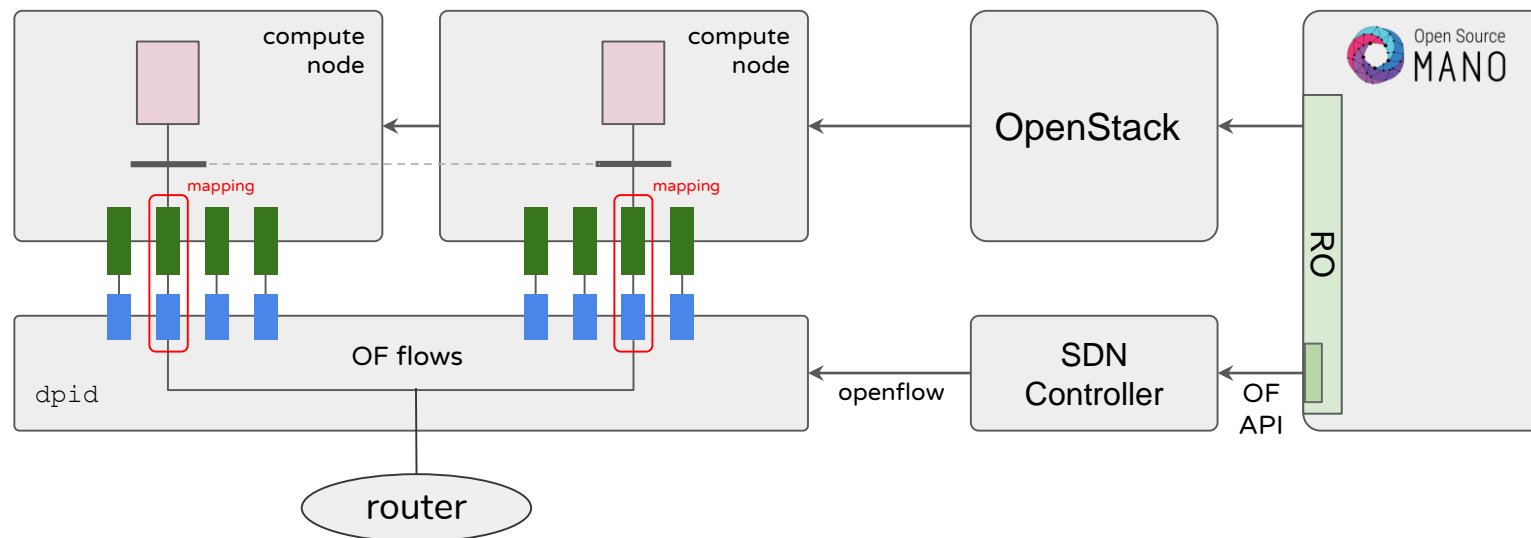 compute
node
compute
node
Open Source
MANO
OpenStack
mapping
mapping
RO
OF flows
dpid
openflow
SDN
Controller
OF
API
router